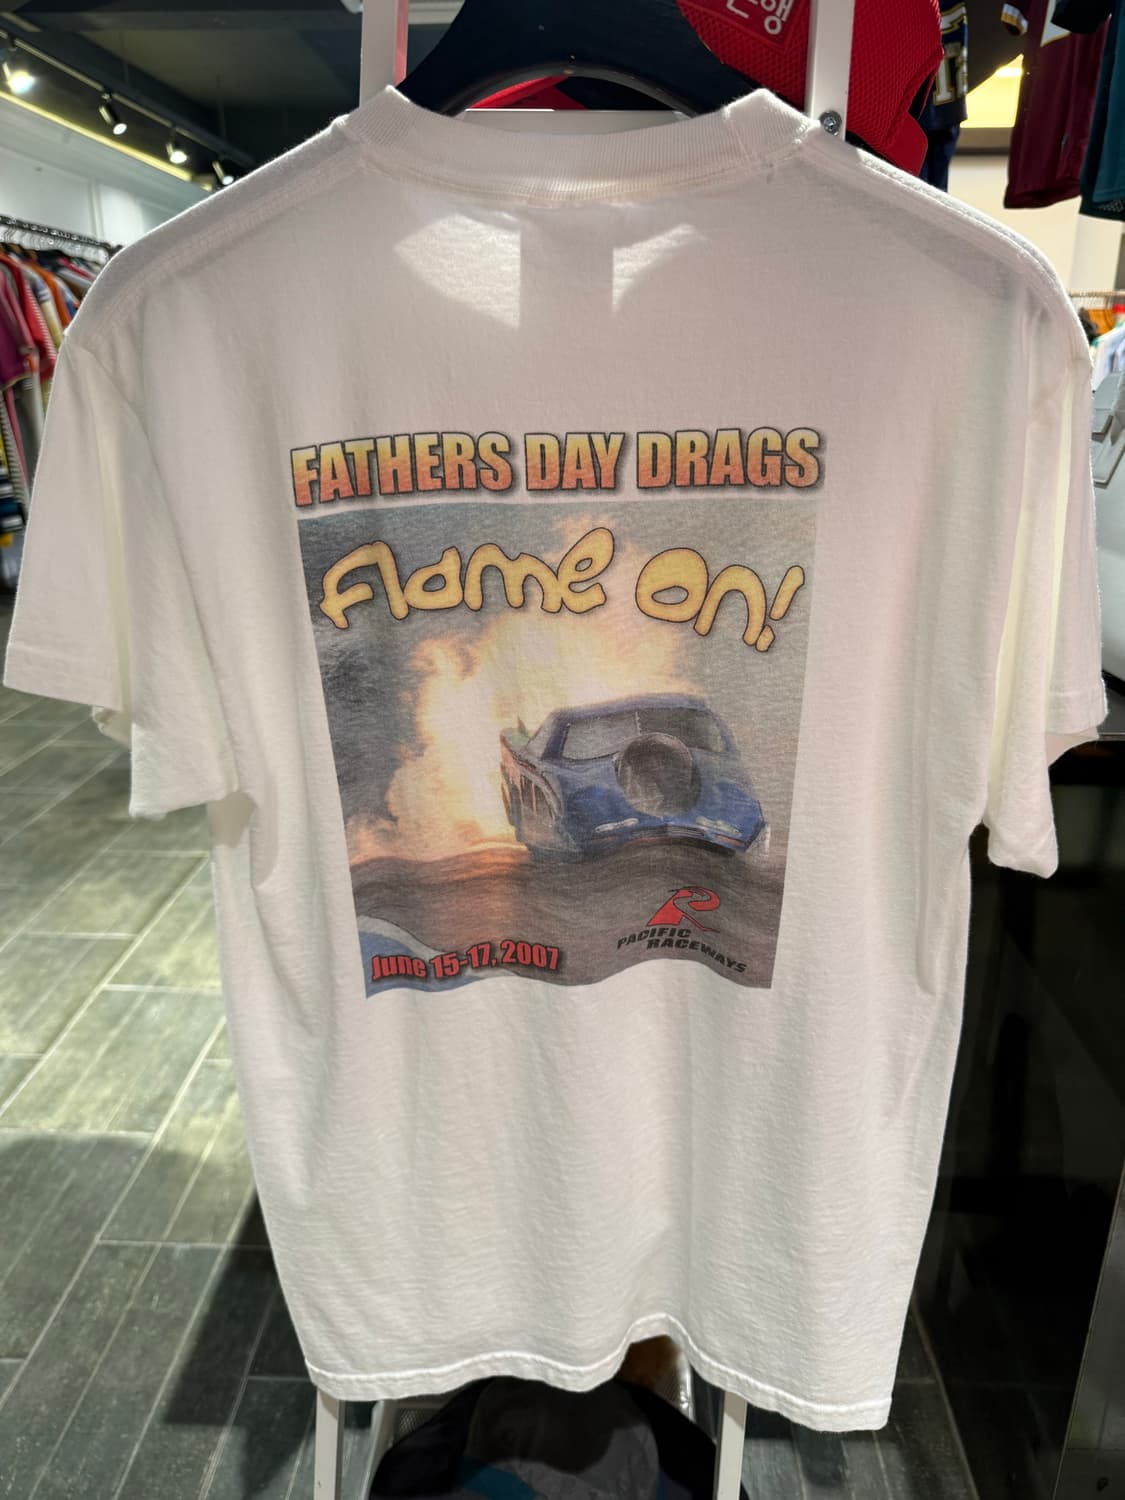 FATHERS DAY DRAGS
Flame On!
R
PACIFIC
RACEWAYS
June 15-17, 2007